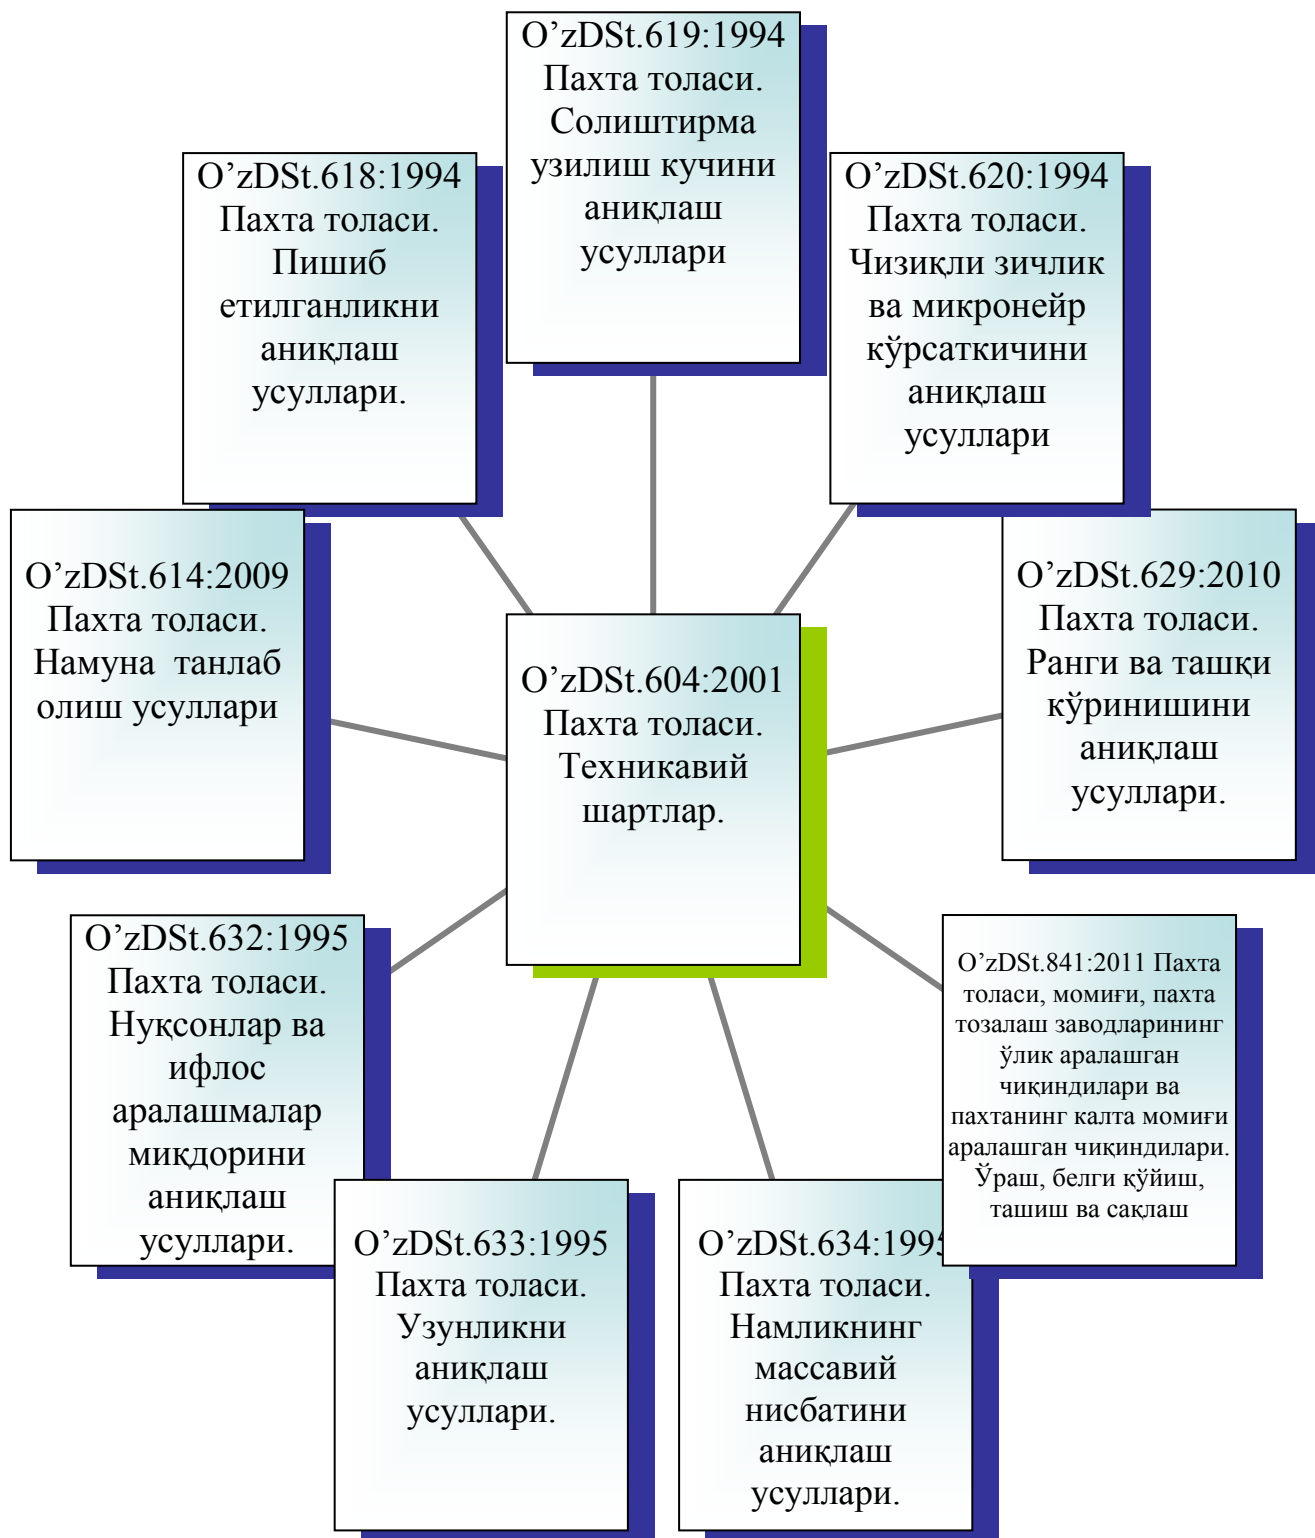 O’zDSt.619:1994
Пахта толаси.
Солиштирма
узилиш кучини
аниқлаш
усуллари
O’zDSt.618:1994
Пахта толаси.
Пишиб
етилганликни
аниқлаш
усуллари.
O’zDSt.620:1994
Пахта толаси.
Чизиқли зичлик
ва микронейр
кўрсаткичини
аниқлаш
усуллари
O’zDSt.614:2009
Пахта толаси.
Намуна танлаб
олиш усуллари
O’zDSt.604:2001
Пахта толаси.
Техникавий
шартлар.
O’zDSt.629:2010
Пахта толаси.
Ранги ва ташқи
кўринишини
аниқлаш
усуллари.
O’zDSt.632:1995
Пахта толаси.
Нуқсонлар ва
ифлос
аралашмалар
миқдорини
аниқлаш
усуллари.
O’zDSt.841:2011 Пахта
толаси, момиғи, пахта
тозалаш заводларининг
ўлик аралашган
чиқиндилари ва
пахтанинг калта момиғи
аралашган чиқиндилари.
Ўраш, белги қўйиш,
ташиш ва сақлаш
O’zDSt.633:1995
Пахта толаси.
Узунликни
аниқлаш
усуллари.
O’zDSt.634:1995
Пахта толаси.
Намликнинг
массавий
нисбатини
аниқлаш
усуллари.